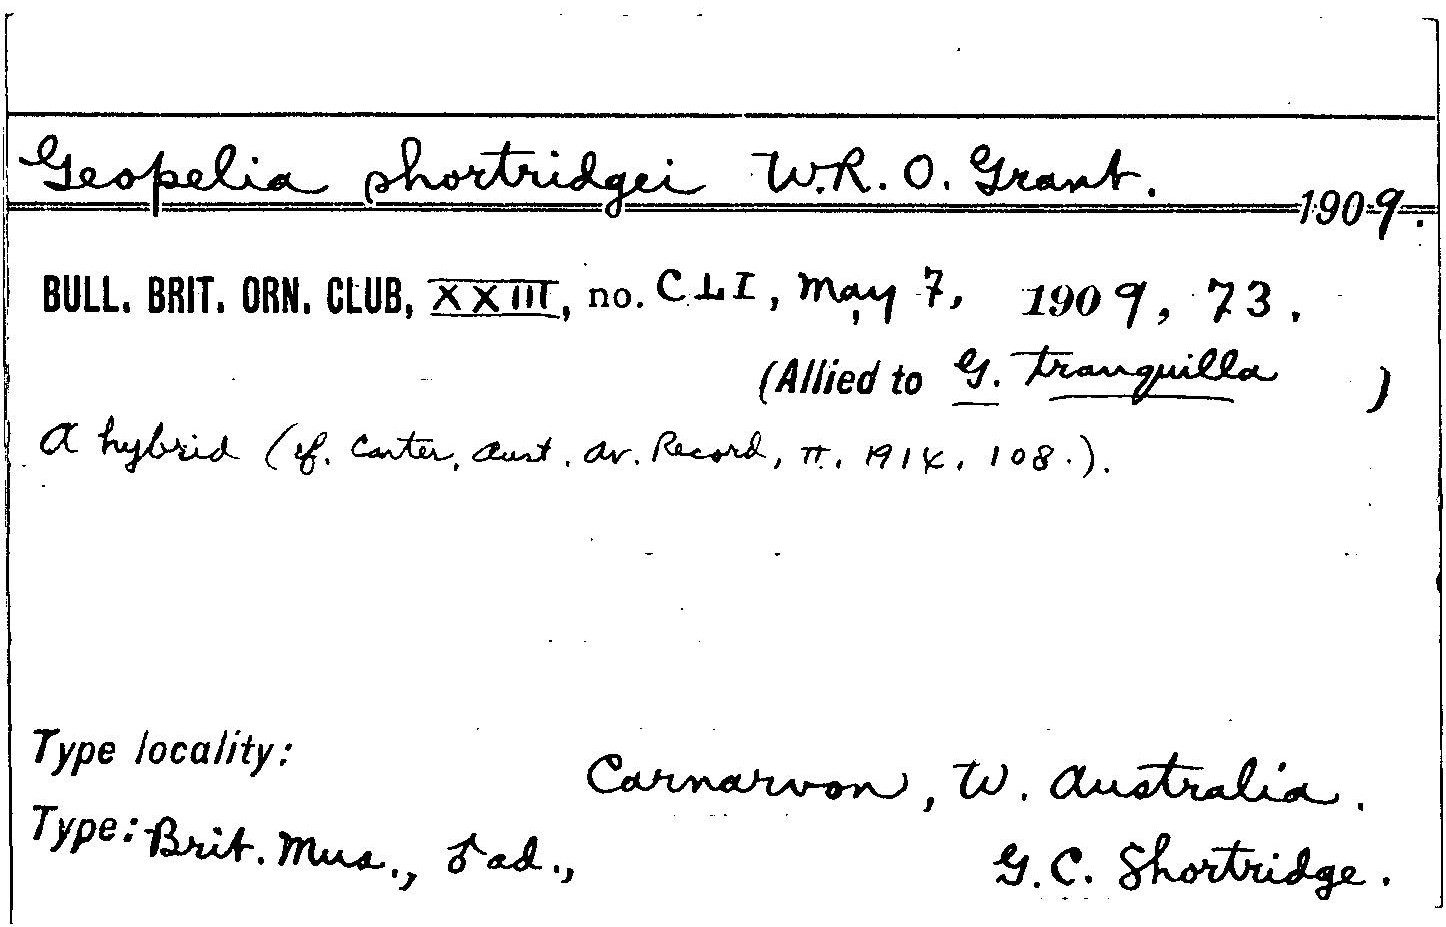 Geopelia shortridgei W.R. O. Grant.
1909.
BULL. BRIT. ORN. CLUB, XXIII, no. CLI, May 7, 1909, 73.
(Allied to G. tranquilla )
A hybrid (cf. Carter, Aust. Av. Record, II, 1914, 108.).
Type locality:
Carnarvon, W. Australia.
Type: Brit. Mus., ♂ ad.,
G. C. Shortridge.